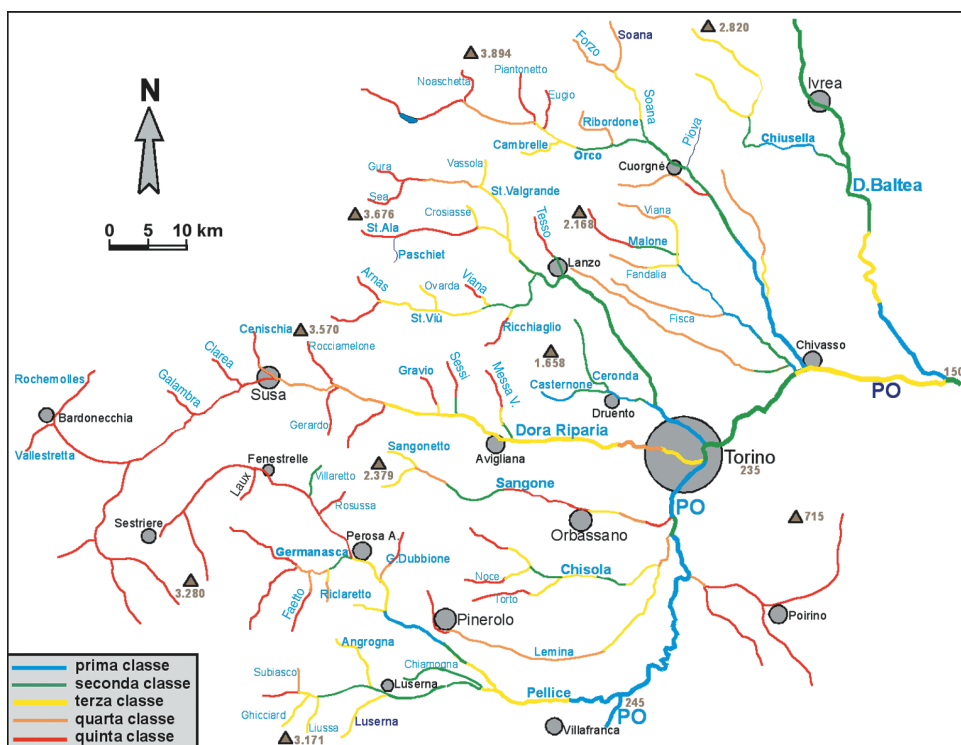 2.820
Soana
Forzo
3.894
Piantonetto
Noaschetta
Eugio
Soana
Ivrea
N
Ribordone
Piova
Cambrelle
Orco
Chiusella
Cuorgné
Gura
Vassola
D.Baltea
Sea
St.Valgrande
3.676
Crosiasse
St.Ala
Tesso
2.168
Viana
0 5 10 km
Paschiet
Malone
Lanzo
Fandalia
Arnas
Ovarda
Viana
St.Viù
Fisca
Ricchiaglio
Cenischia
3.570
Rocciamelone
Clarea
1.658
Chivasso
Rochemolles
Galambra
Susa
Gravio
Sessi
Messa V.
Ceronda
Casternone
150
PO
Bardonecchia
Gerardo
Druento
Dora Riparia
Vallestretta
Sangonetto
Avigliana
Torino
235
Fenestrelle
2.379
Laux
Villaretto
Sangone
PO
Rosussa
715
Sestriere
Perosa A.
Orbassano
Germanasca
G.Dubbione
Noce
Chisola
3.280
Faetto
Riclaretto
Torto
Poirino
Pinerolo
Angrogna
Lemina
prima classe
Chiamogna
seconda classe
Subiasco
Luserna
terza classe
Pellice
245
quarta classe
Ghicciard
Liussa
Luserna
PO
quinta classe
3.171
Villafranca